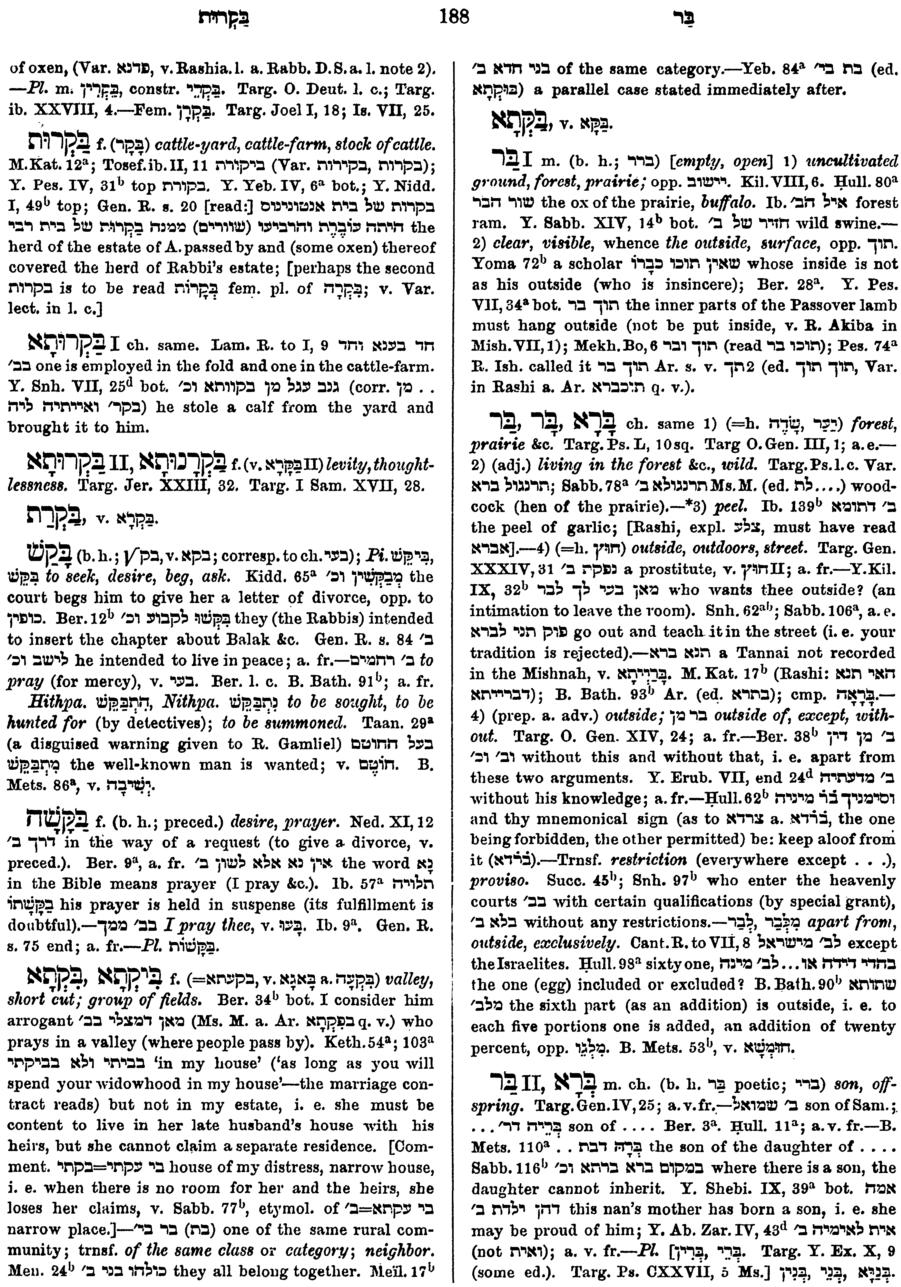 בַּקְרוּת 188 בַּר
of oxen, (Var. פדנא, v. Rashi a. l. a. Rabb. D.S. a. l. note 2).
—Pl. m. בַּקְרִין, constr. בַּקְרֵי. Targ. O. Deut. l. c.; Targ.
ib. XXVIII, 4.—Fem. בַּקְרָן. Targ. Joel I, 18; Is. VII, 25.
בַּקְרוּת f. (בָּקָר) cattle-yard, cattle-farm, stock of cattle.
M. Kat. 12ᵃ; Tosef. ib. II, 11 ביקורת (Var. בקרות, בקירות);
Y. Pes. IV, 31ᵇ top בקורת. Y. Yeb. IV, 6ᵃ bot.; Y. Nidd.
I, 49ᵇ top; Gen. R. s. 20 [read:] בקרות של בית אנטונינוס
היתה עוֹבֶרֶת והרביעו (שוורים) ממנה בַּקְרוּת של בית רבי the
herd of the estate of A. passed by and (some oxen) thereof
covered the herd of Rabbi's estate; [perhaps the second
בקרות is to be read בְּקָרוֹת fem. pl. of בְּקָרָה; v. Var.
lect. in l. c.]
בַּקְרוּתָא I ch. same. Lam. R. to I, 9 חד בענא וחד
בב׳ one is employed in the fold and one in the cattle-farm.
Y. Snh. VII, 25ᵈ bot. גנב עגל מן בקוותא וכ׳ (corr. מן . .
בקר׳ ואייתיה ליה) he stole a calf from the yard and
brought it to him.
בַּקְרוּתָא II, בַּקְרָנוּתָא f. (v. בַּקָּרָא II) levity, thought-
lessness. Targ. Jer. XXIII, 32. Targ. I Sam. XVII, 28.
בַּקְרַת, v. בַּקְרָא.
בָּקַשׁ (b. h.; √בק, v. בקא; corresp. to ch. בעי); Pi. בִּיקֵּשׁ,
בִּקֵּשׁ to seek, desire, beg, ask. Kidd. 65ᵃ מְבַקְּשִׁין וכ׳ the
court begs him to give her a letter of divorce, opp. to
כופין. Ber. 12ᵇ בִּקְּשׁוּ לקבוע וכ׳ they (the Rabbis) intended
to insert the chapter about Balak &c. Gen. R. s. 84 ב׳
לישב וכ׳ he intended to live in peace; a. fr.—ב׳ רחמים to
pray (for mercy), v. בעי. Ber. l. c. B. Bath. 91ᵇ; a. fr.
Hithpa. הִתְבַּקֵּשׁ, Nithpa. נִתְבַּקֵּשׁ to be sought, to be
hunted for (by detectives); to be summoned. Taan. 29ᵃ
(a disguised warning given to R. Gamliel) בעל החוטם
מִתְבַּקֵּשׁ the well-known man is wanted; v. חוֹטֶם. B.
Mets. 86ᵃ, v. יְשִׁיבָה.
בַּקָּשָׁה f. (b. h.; preced.) desire, prayer. Ned. XI, 12
דרך ב׳ in the way of a request (to give a divorce, v.
preced.). Ber. 9ᵃ, a. fr. אין נא אלא לשון ב׳ the word נָא
in the Bible means prayer (I pray &c.). Ib. 57ᵃ תלויה
בַּקָּשָׁתוֹ his prayer is held in suspense (its fulfillment is
doubtful).—בב׳ ממך I pray thee, v. בָּעוּ. Ib. 9ᵃ. Gen. R.
s. 75 end; a. fr.—Pl. בַּקָּשׁוֹת.
בַּקְתָא, בִּיקְתָא f. (=בקעתא, v. בָּאגָא a. בִּקְעָה) valley,
short cut; group of fields. Ber. 34ᵇ bot. I consider him
arrogant מאן דמצלי בב׳ (Ms. M. a. Ar. בפקתא q. v.) who
prays in a valley (where people pass by). Keth. 54ᵃ; 103ᵃ
בביתי ולא בביקתי 'in my house' ('as long as you will
spend your widowhood in my house'—the marriage con-
tract reads) but not in my estate, i. e. she must be
content to live in her late husband's house with his
heirs, but she cannot claim a separate residence. [Com-
ment. בי עקתי=בקתי house of my distress, narrow house,
i. e. when there is no room for her and the heirs, she
loses her claims, v. Sabb. 77ᵇ, etymol. of ב׳=בי עקתא
narrow place.]—בר בי׳ (בת) one of the same rural com-
munity; trnsf. of the same class or category; neighbor.
Men. 24ᵇ כולהו בני ב׳ they all belong together. Meïl. 17ᵇ
בני חדא ב׳ of the same category.—Yeb. 84ᵃ בת בי׳ (ed.
בוּקְתָא) a parallel case stated immediately after.
בַּקְתָא, v. בַּקָּא.
בַּר I m. (b. h.; ברר) [empty, open] 1) uncultivated
ground, forest, prairie; opp. יישוב. Kil. VIII, 6. Ḥull. 80ᵃ
שור הבר the ox of the prairie, buffalo. Ib. איל הב׳ forest
ram. Y. Sabb. XIV, 14ᵇ bot. חזיר של ב׳ wild swine.—
2) clear, visible, whence the outside, surface, opp. תוך.
Yoma 72ᵇ a scholar שאין תוכו כְבָרוֹ whose inside is not
as his outside (who is insincere); Ber. 28ᵃ. Y. Pes.
VII, 34ᵃ bot. תוך בר the inner parts of the Passover lamb
must hang outside (not be put inside, v. R. Akiba in
Mish. VII, 1); Mekh. Bo, 6 תוך ובר (read תוכו בר); Pes. 74ᵃ
R. Ish. called it תוך בר Ar. s. v. תך2 (ed. תוך תוך, Var.
in Rashi a. Ar. תיכברא q. v.).
בָּרָא, בַּר, בָּר ch. same 1) (=h. יַעַר, שָׂדֶה) forest,
prairie &c. Targ. Ps. L, 10 sq. Targ O. Gen. III, 1; a. e.—
2) (adj.) living in the forest &c., wild. Targ. Ps. l. c. Var.
תרנגול ברא; Sabb. 78ᵃ תרנגולא ב׳ Ms. M. (ed. לת....) wood-
cock (hen of the prairie).—*3) peel. Ib. 139ᵇ ב׳ דתומא
the peel of garlic; [Rashi, expl. צלע, must have read
אברא].—4) (=h. חוץ) outside, outdoors, street. Targ. Gen.
XXXIV, 31 נפקת ב׳ a prostitute, v. חוּץ II; a. fr.—Y. Kil.
IX, 32ᵇ מאן בעי לך לבר who wants thee outside? (an
intimation to leave the room). Snh. 62ᵃᵇ; Sabb. 106ᵃ, a. e.
פוק תני לברא go out and teach it in the street (i. e. your
tradition is rejected).—תנא ברא a Tannai not recorded
in the Mishnah, v. בָּרַיְיתָא. M. Kat. 17ᵇ (Rashi: האי תנא
דברייתא); B. Bath. 93ᵇ Ar. (ed. בתרא); cmp. בָּרָאָה.—
4) (prep. a. adv.) outside; בר מן outside of, except, with-
out. Targ. O. Gen. XIV, 24; a. fr.—Ber. 38ᵇ ב׳ מן דין
וב׳ וכ׳ without this and without that, i. e. apart from
these two arguments. Y. Erub. VII, end 24ᵈ ב׳ מדעתיה
without his knowledge; a. fr.—Ḥull. 62ᵇ וסימניך בַּר מיניה
and thy mnemonical sign (as to צרדא a. בַּרְדָּא, the one
being forbidden, the other permitted) be: keep aloof from
it (בַּרְדָּא).—Trnsf. restriction (everywhere except . . .),
proviso. Succ. 45ᵇ; Snh. 97ᵇ who enter the heavenly
courts בב׳ with certain qualifications (by special grant),
בלא ב׳ without any restrictions.—מִלְּבַר, לְבַר apart from,
outside, exclusively. Cant. R. to VII, 8 לב׳ מישראל except
the Israelites. Ḥull. 98ᵃ sixty one, בהדי דידה או...לב׳ מינה
the one (egg) included or excluded? B. Bath. 90ᵇ שתותא
מלב׳ the sixth part (as an addition) is outside, i. e. to
each five portions one is added, an addition of twenty
percent, opp. מִלְּגָו. B. Mets. 53ᵇ, v. חוּמְשָׁא.
בַּר II, בְּרָא m. ch. (b. h. בַּר poetic; ברי) son, off-
spring. Targ. Gen. IV, 25; a. v. fr.—ב׳ שמואל son of Sam.;
...בְּרֵיהּ דר׳ son of .... Ber. 3ᵃ. Ḥull. 11ᵃ; a. v. fr.—B.
Mets. 110ᵃ . . בְּרָהּ דבת the son of the daughter of ....
Sabb. 116ᵇ במקום ברא ברתא וכ׳ where there is a son, the
daughter cannot inherit. Y. Shebi. IX, 39ᵃ bot. אמה
דהן ילדת ב׳ this nan's mother has born a son, i. e. she
may be proud of him; Y. Ab. Zar. IV, 43ᵈ אית לאימיה ב׳
(not ואית); a. v. fr.—Pl. [בְּרִין, בְּרֵי. Targ. Y. Ex. X, 9
(some ed.). Targ. Ps. CXXVII, 5 Ms.] בְּנַיָּא, בְּנֵי, בְּנִין.